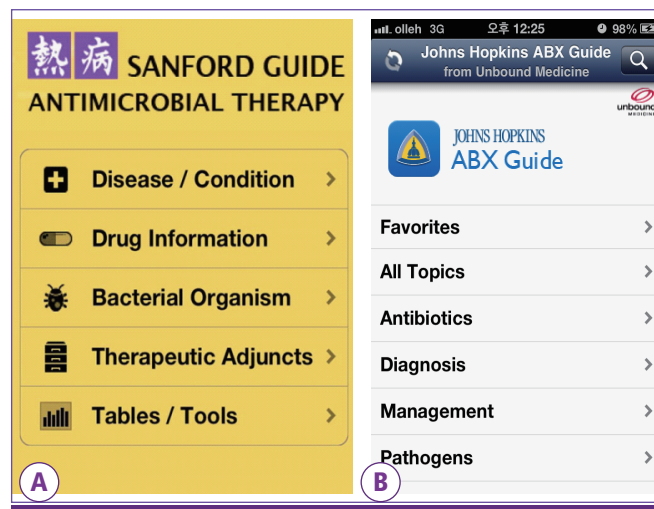 熱病 SANFORD GUIDE
ANTIMICROBIAL THERAPY
Disease / Condition
Drug Information
Bacterial Organism
Therapeutic Adjuncts
Tables / Tools
A
olleh 3G 오후 12:25 98%
Johns Hopkins ABX Guide
from Unbound Medicine
unbound
MEDICINE
JOHNS HOPKINS
ABX Guide
Favorites
All Topics
Antibiotics
Diagnosis
Management
Pathogens
B